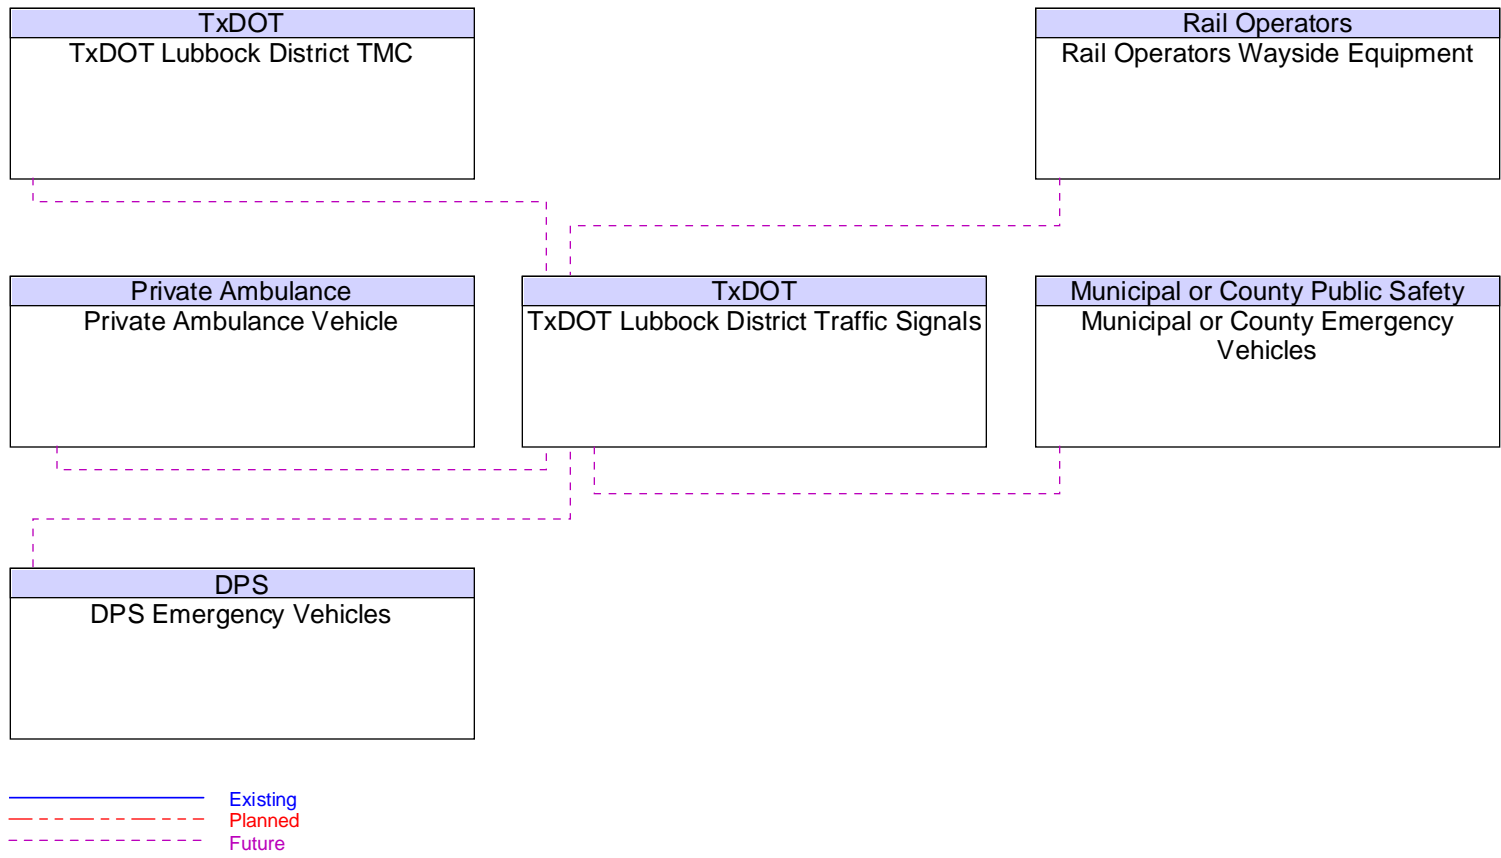 TxDOT
TxDOT Lubbock District TMC
Rail Operators
Rail Operators Wayside Equipment
Private Ambulance
Private Ambulance Vehicle
TxDOT
TxDOT Lubbock District Traffic Signals
Municipal or County Public Safety
Municipal or County Emergency
Vehicles
DPS
DPS Emergency Vehicles
Existing
Planned
Future